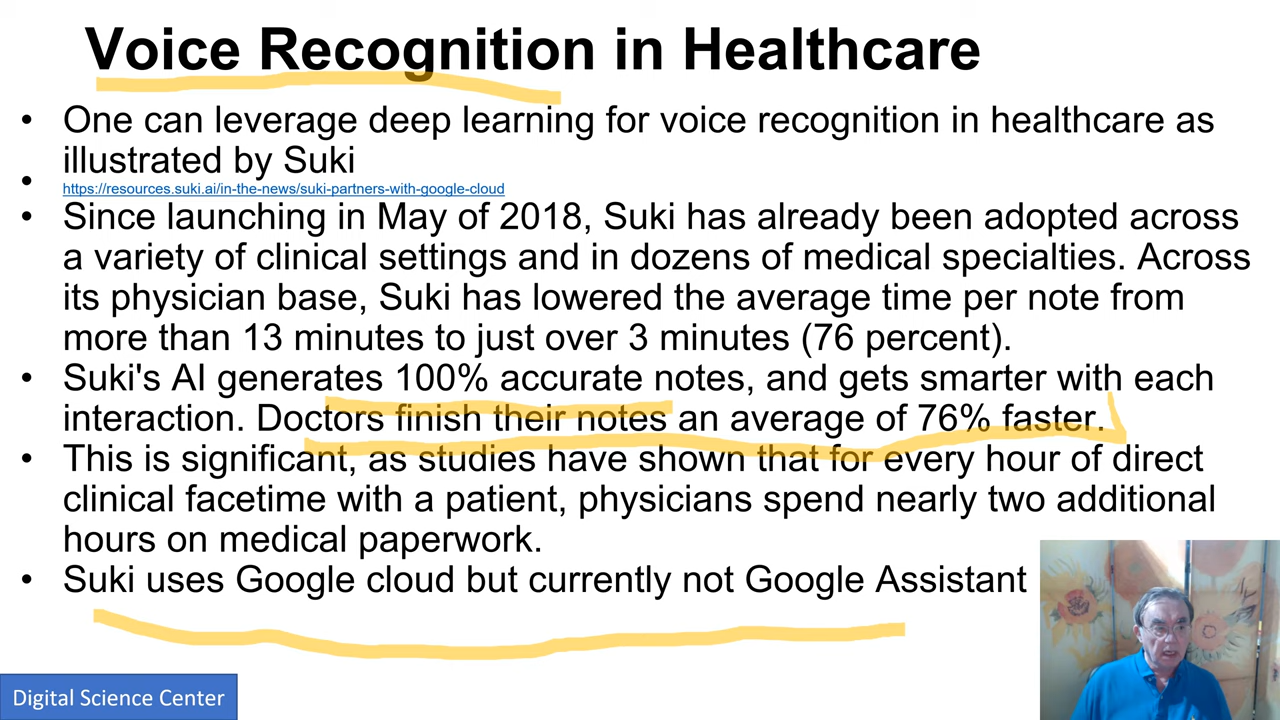 Voice Recognition in Healthcare
• One can leverage deep learning for voice recognition in healthcare as
illustrated by Suki
• https://resources.suki.ai/in-the-news/suki-partners-with-google-cloud
• Since launching in May of 2018, Suki has already been adopted across
a variety of clinical settings and in dozens of medical specialties. Across
its physician base, Suki has lowered the average time per note from
more than 13 minutes to just over 3 minutes (76 percent).
• Suki's AI generates 100% accurate notes, and gets smarter with each
interaction. Doctors finish their notes an average of 76% faster.
• This is significant, as studies have shown that for every hour of direct
clinical facetime with a patient, physicians spend nearly two additional
hours on medical paperwork.
• Suki uses Google cloud but currently not Google Assistant
Digital Science Center